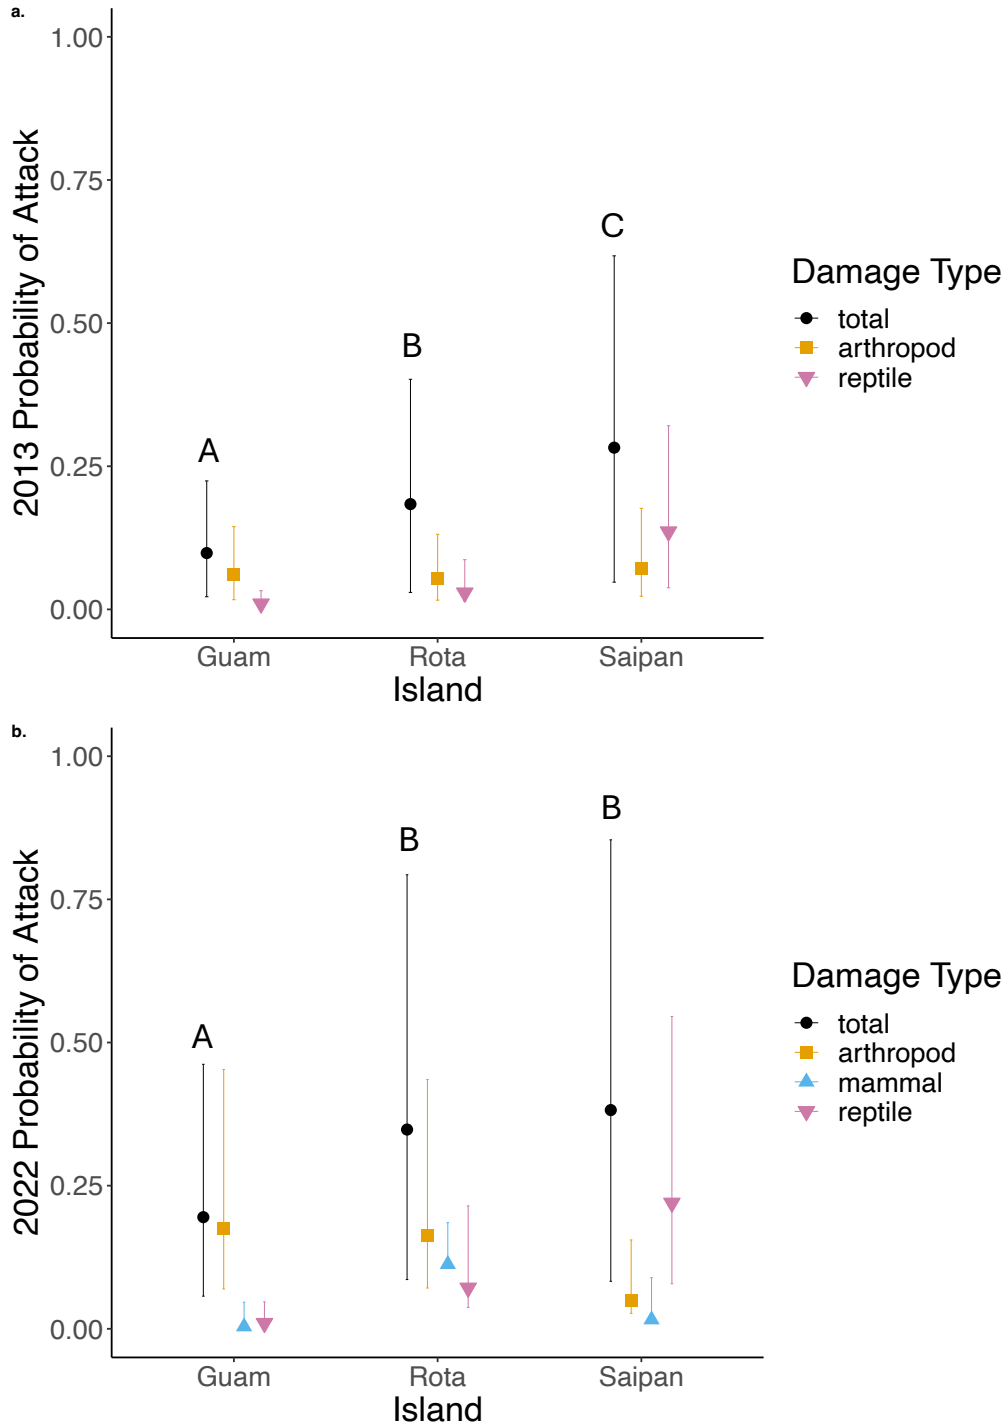 a.
2013 Probability of Attack
1.00
0.75
0.50
0.25
0.00
A
B
C
Guam
Rota
Saipan
Island
Damage Type
total
arthropod
reptile
b.
2022 Probability of Attack
1.00
0.75
0.50
0.25
0.00
A
B
B
Guam
Rota
Saipan
Island
Damage Type
total
arthropod
mammal
reptile